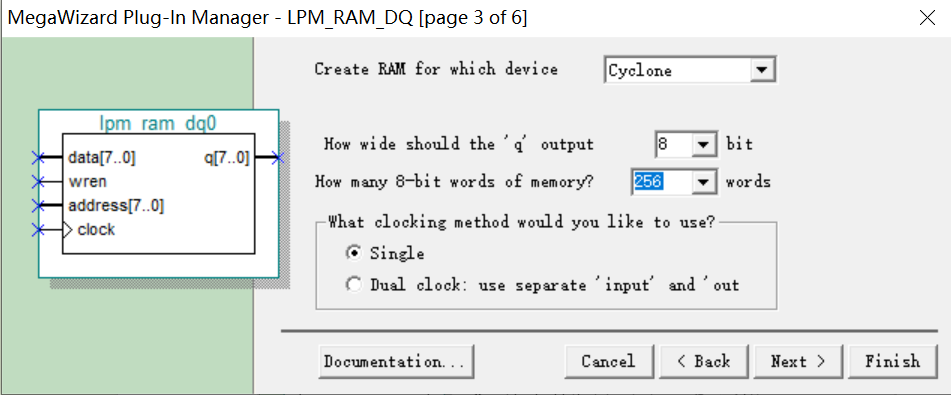 MegaWizard Plug-In Manager - LPM_RAM_DQ [page 3 of 6]
Create RAM for which device Cyclone
lpm_ram_dq0
data[7..0] q[7..0]
wren
address[7..0]
clock
How wide should the 'q' output 8 bit
How many 8-bit words of memory? 256 words
What clocking method would you like to use?
Single
Dual clock: use separate 'input' and 'out
Documentation... Cancel < Back Next > Finish